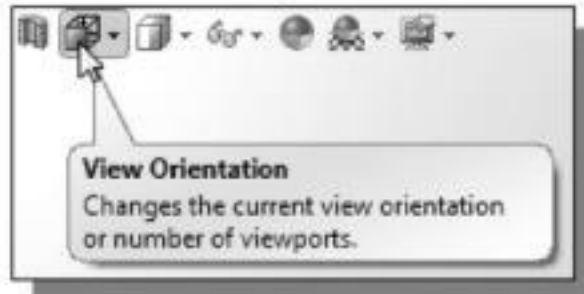 View Orientation
Changes the current view orientation
or number of viewports.